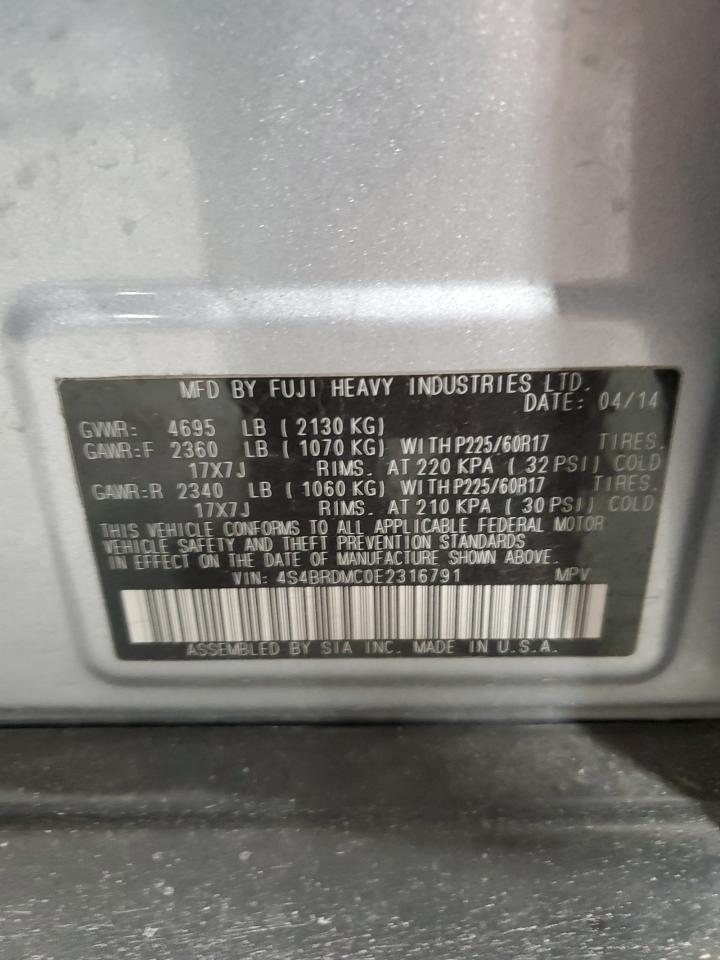 MFD BY FUJI HEAVY INDUSTRIES LTD.
DATE: 04/14
GVWR: 4695 LB ( 2130 KG)
GAWR:F 2360 LB ( 1070 KG) WITH P225/60R17 TIRES.
17X7J RIMS. AT 220 KPA ( 32 PSI) COLD
GAWR:R 2340 LB ( 1060 KG) WITH P225/60R17 TIRES.
17X7J RIMS. AT 210 KPA ( 30 PSI) COLD
THIS VEHICLE CONFORMS TO ALL APPLICABLE FEDERAL MOTOR
VEHICLE SAFETY AND THEFT PREVENTION STANDARDS
IN EFFECT ON THE DATE OF MANUFACTURE SHOWN ABOVE.
VIN: 4S4BRDMC0E2316791 MPV
ASSEMBLED BY SIA INC. MADE IN U.S.A.